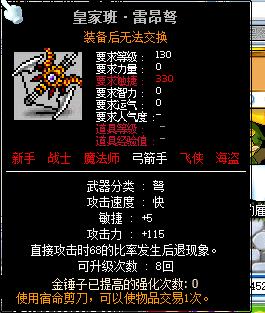 皇家班·雷昂弩
装备后无法交换
要求等级： 130
要求力量： 0
要求敏捷： 330
要求智力： 0
要求运气： 0
要求人气度： -
道具等级： -
道具经验值： -
新手 战士 魔法师 弓箭手 飞侠 海盗
武器分类 : 弩
攻击速度 : 快
敏捷 : +5
攻击力 : +115
直接攻击时68的比率发生后退现象。
可升级次数 : 8回
金锤子已提高的强化次数: 0
使用宿命剪刀，可以使物品交易1次。